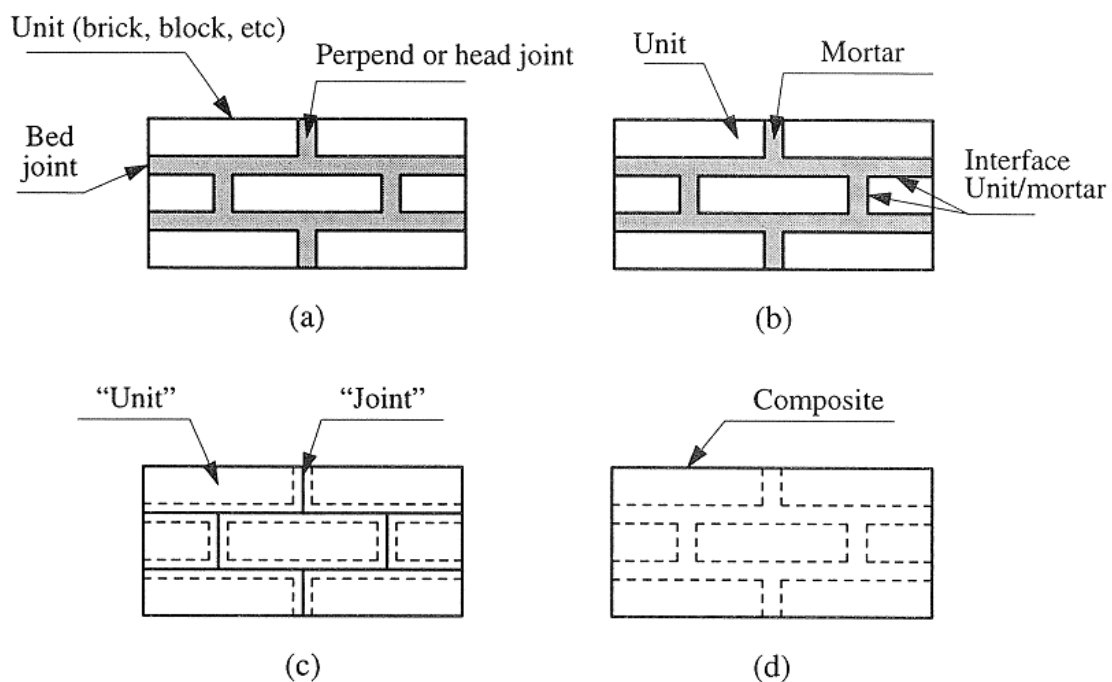 Unit (brick, block, etc)
Perpend or head joint
Bed
joint
(a)
Unit
Mortar
Interface
Unit/mortar
(b)
“Unit”
“Joint”
(c)
Composite
(d)